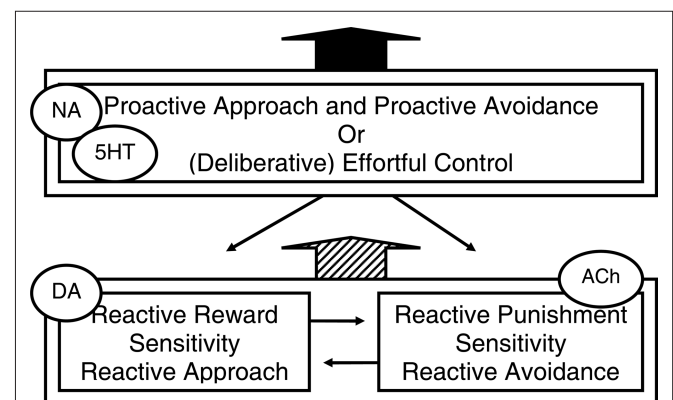 NA
Proactive Approach and Proactive Avoidance
Or
5HT
(Deliberative) Effortful Control
DA
ACh
Reactive Reward
Sensitivity
Reactive Approach
Reactive Punishment
Sensitivity
Reactive Avoidance